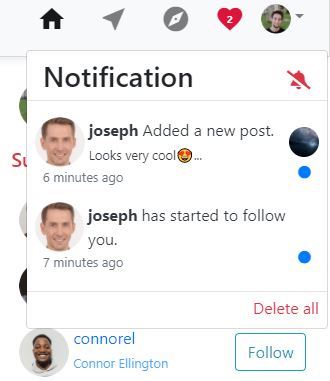 2
Notification
joseph Added a new post.
Looks very cool😍...
6 minutes ago
joseph has started to follow
you.
7 minutes ago
Delete all
connorel
Connor Ellington
Follow